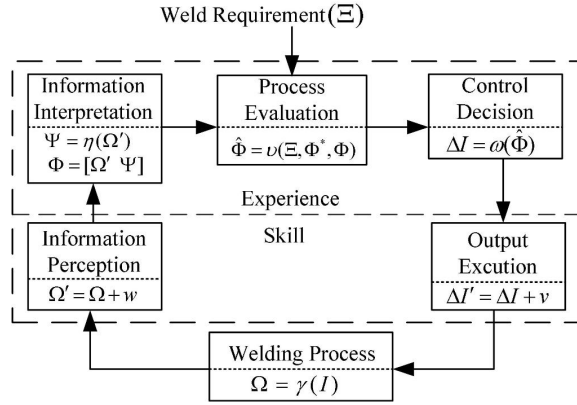 Weld Requirement(Ξ)
Information
Interpretation
Ψ = η(Ω′)
Φ = [Ω′ Ψ]
Process
Evaluation
Φ̂ = υ(Ξ, Φ*, Φ)
Control
Decision
ΔI = ω(Φ̂)
Experience
Skill
Information
Perception
Ω′ = Ω + w
Output
Excution
ΔI′ = ΔI + v
Welding Process
Ω = γ(I)